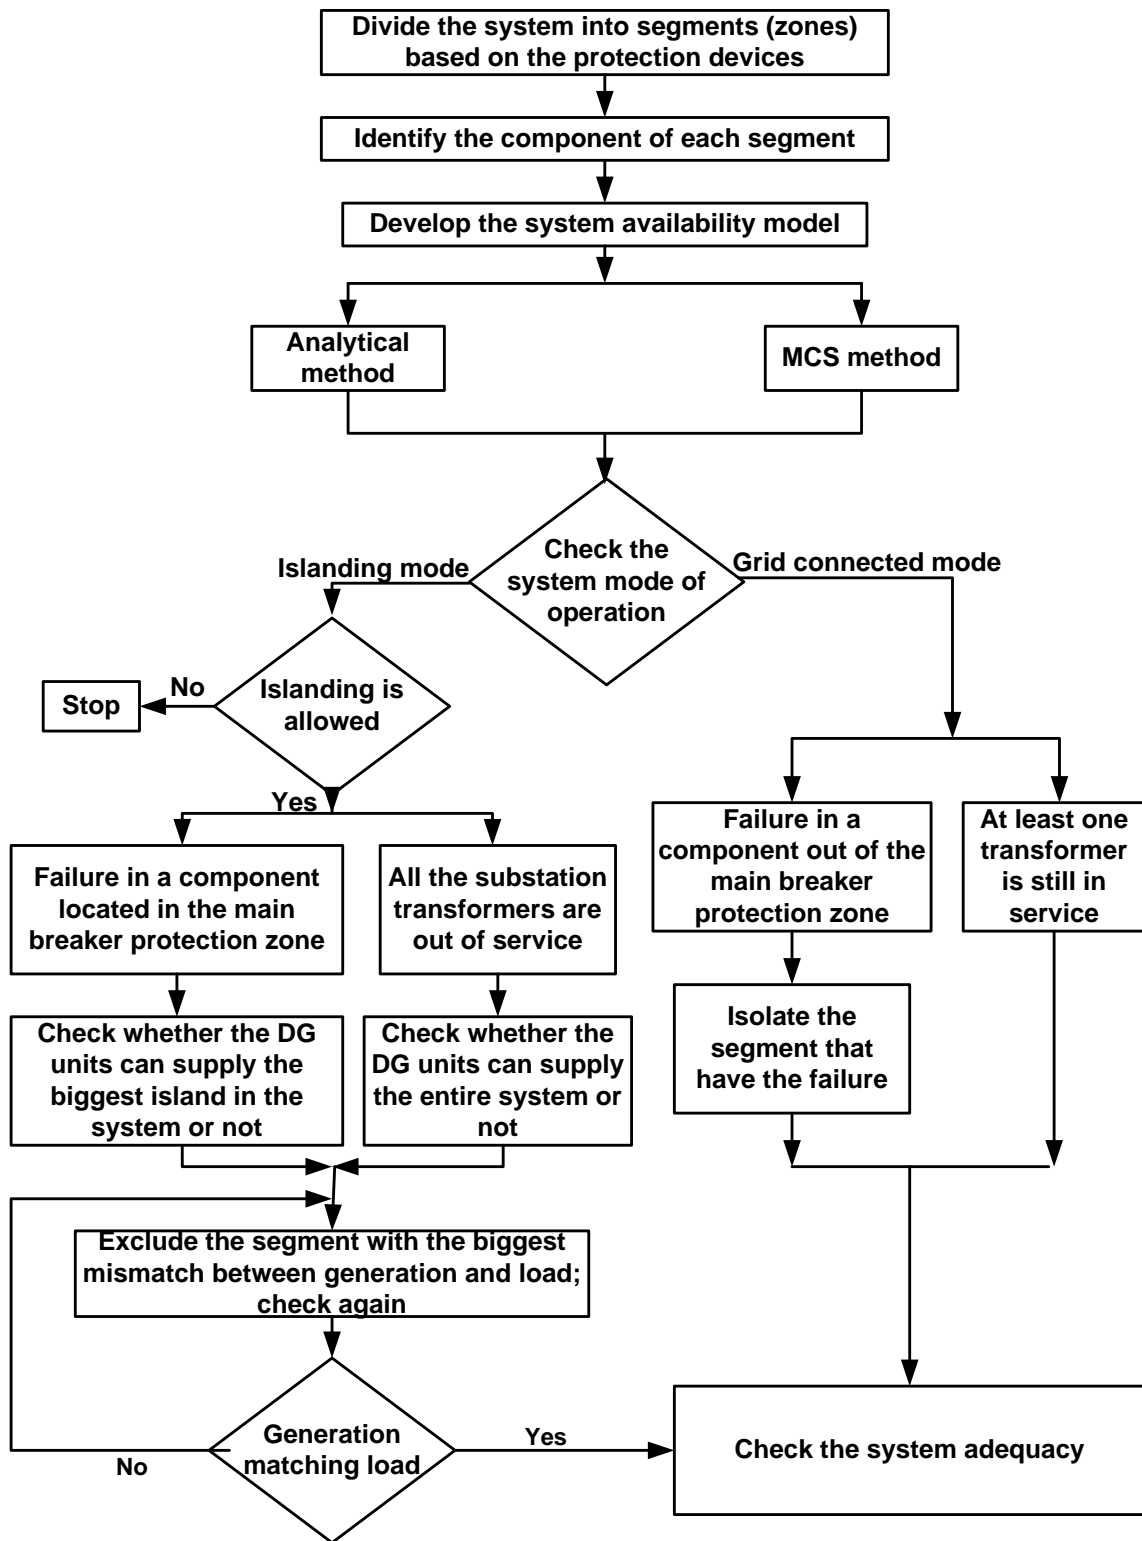 Divide the system into segments (zones)
based on the protection devices
Identify the component of each segment
Develop the system availability model
Analytical
method
MCS method
Check the
system mode of
operation
Islanding mode
Grid connected mode
Islanding is
allowed
No
Stop
Yes
Failure in a component
located in the main
breaker protection zone
All the substation
transformers are
out of service
Failure in a
component out of the
main breaker
protection zone
At least one
transformer
is still in
service
Check whether the DG
units can supply the
biggest island in the
system or not
Check whether the
DG units can supply
the entire system or
not
Isolate the
segment that
have the failure
Exclude the segment with the biggest
mismatch between generation and load;
check again
Generation
matching load
No
Yes
Check the system adequacy